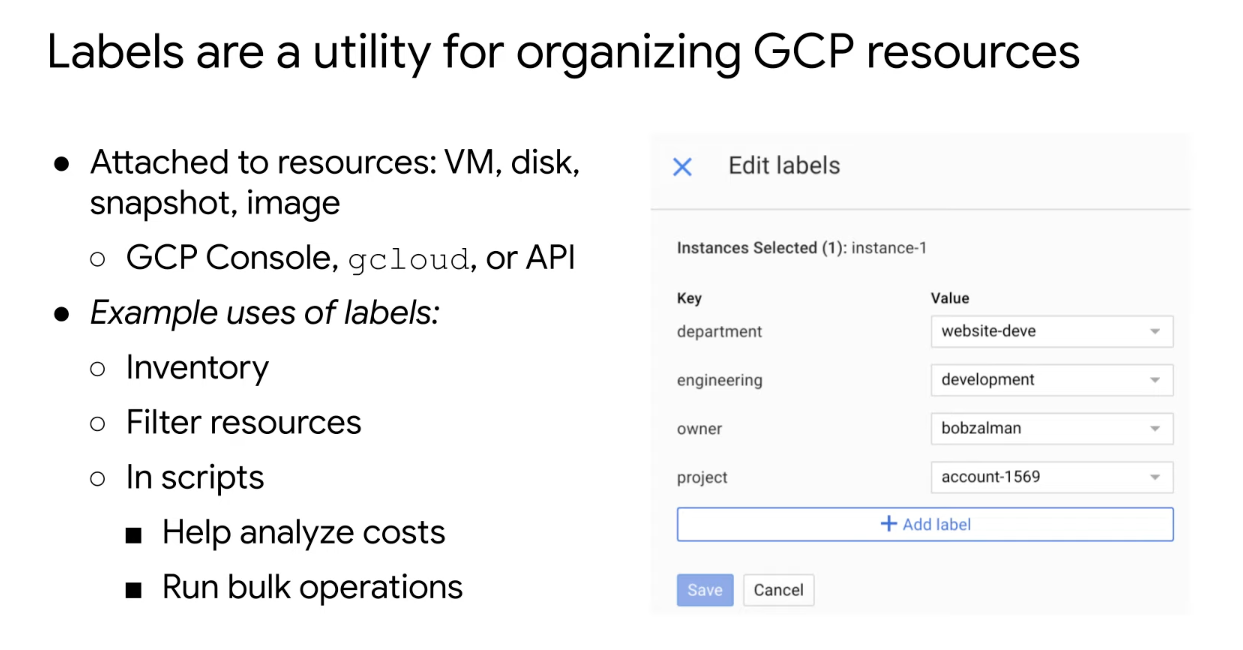 Labels are a utility for organizing GCP resources
● Attached to resources: VM, disk,
snapshot, image
○ GCP Console, gcloud, or API
● Example uses of labels:
○ Inventory
○ Filter resources
○ In scripts
■ Help analyze costs
■ Run bulk operations
Edit labels
Instances Selected (1): instance-1
Key Value
department website-deve
engineering development
owner bobzalman
project account-1569
+ Add label
Save Cancel